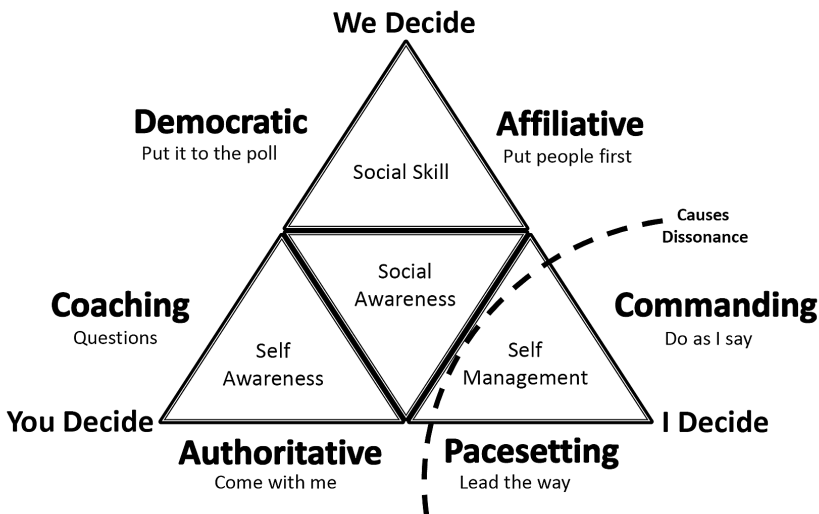 We Decide
Democratic
Put it to the poll
Affiliative
Put people first
Social Skill
Causes
Dissonance
Social
Awareness
Coaching
Questions
Commanding
Do as I say
Self
Awareness
Self
Management
You Decide
I Decide
Authoritative
Come with me
Pacesetting
Lead the way